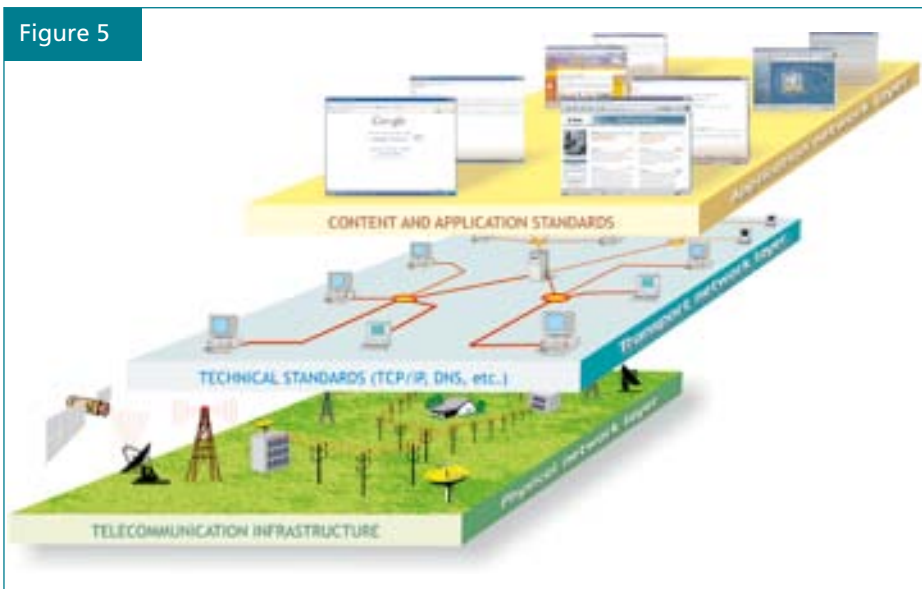 Figure 5
Google
Application network layer
CONTENT AND APPLICATION STANDARDS
Transport network layer
TECHNICAL STANDARDS (TCP/IP, DNS, etc.)
Physical network layer
TELECOMMUNICATION INFRASTRUCTURE